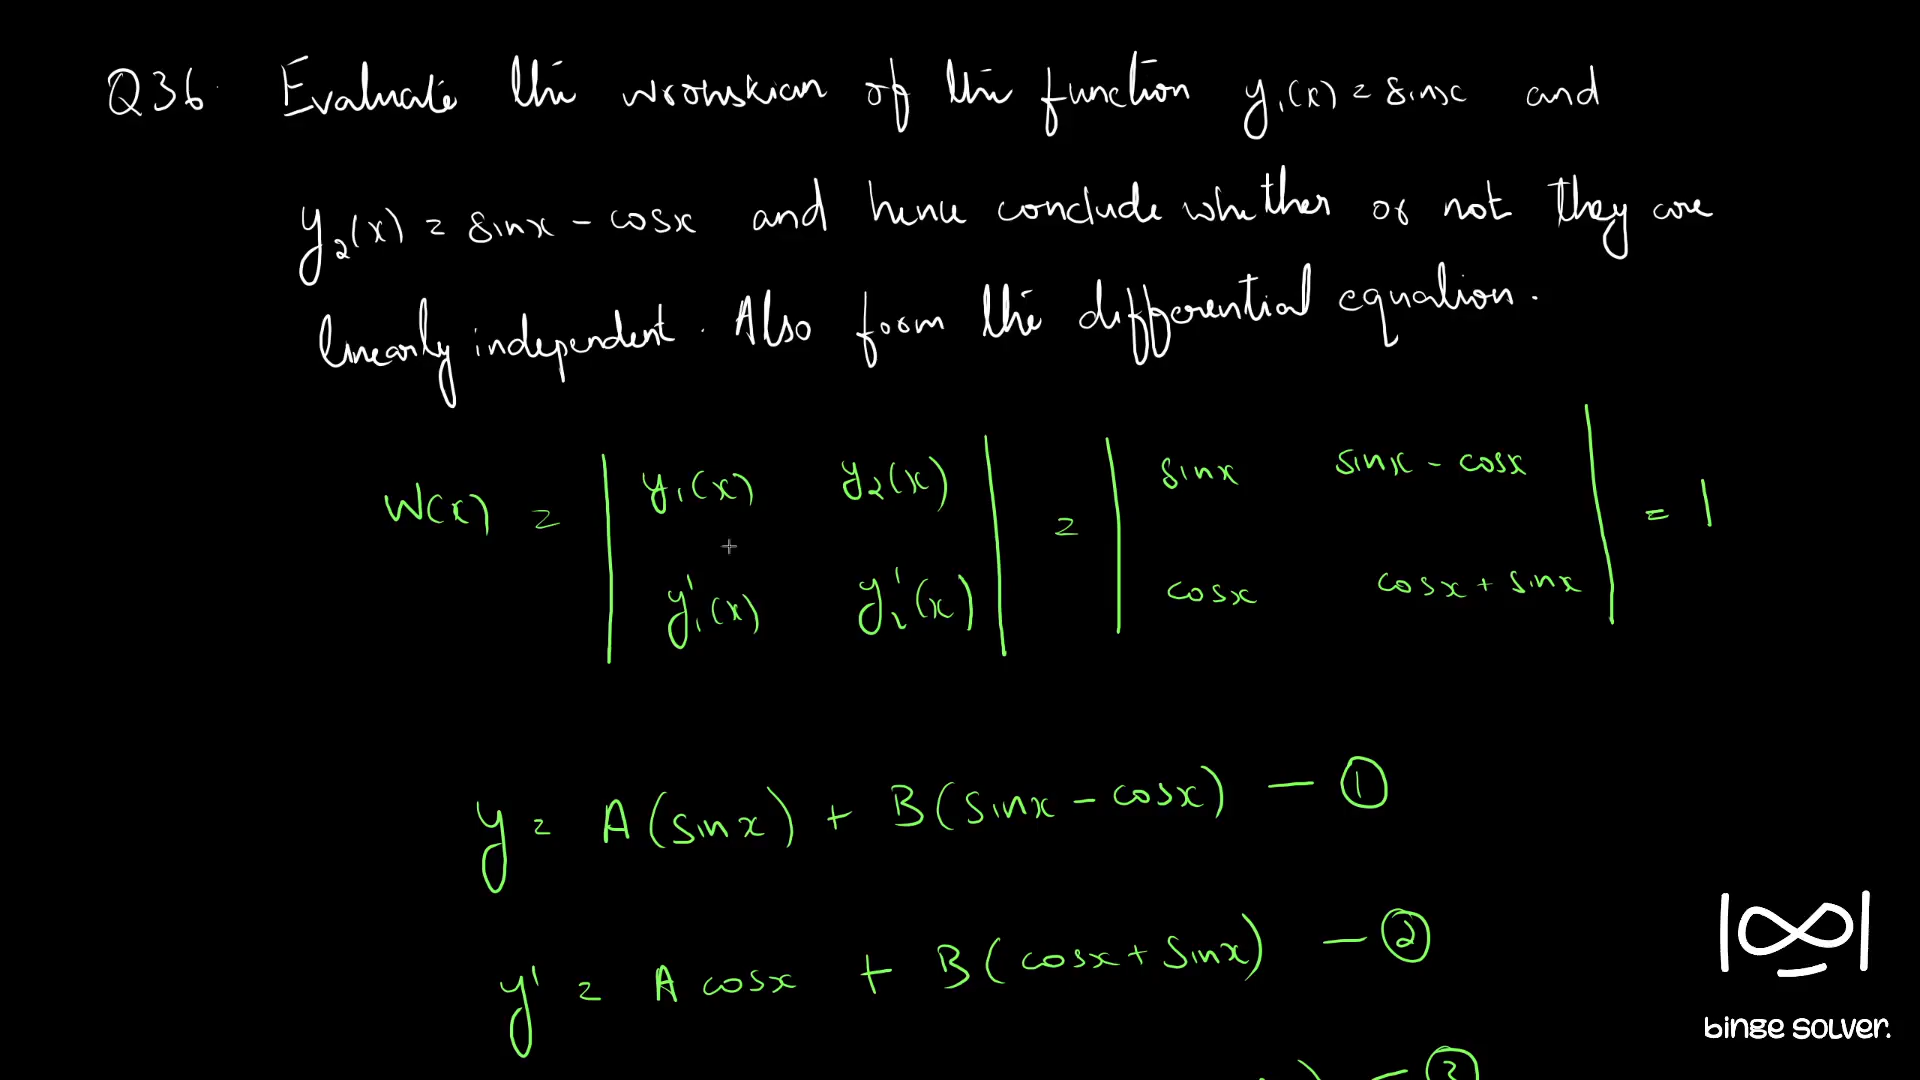 Q36. Evaluate the wronskian of the function y₁(x) = sinx and
y₂(x) = sinx - cosx and hence conclude whether or not they are
linearly independent. Also form the differential equation.
W(x) = | y₁(x) y₂(x) | = | sinx sinx - cosx | = 1
| y₁'(x) y₂'(x) | | cosx cosx + sinx |
y = A(sinx) + B(sinx - cosx) — ①
y' = A cosx + B(cosx + sinx) — ②
) — ③
binge solver.